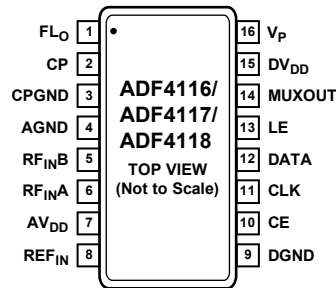 FLO 1
CP 2
CPGND 3
AGND 4
RFINB 5
RFINA 6
AVDD 7
REFIN 8
ADF4116/
ADF4117/
ADF4118
TOP VIEW
(Not to Scale)
16 VP
15 DVDD
14 MUXOUT
13 LE
12 DATA
11 CLK
10 CE
9 DGND